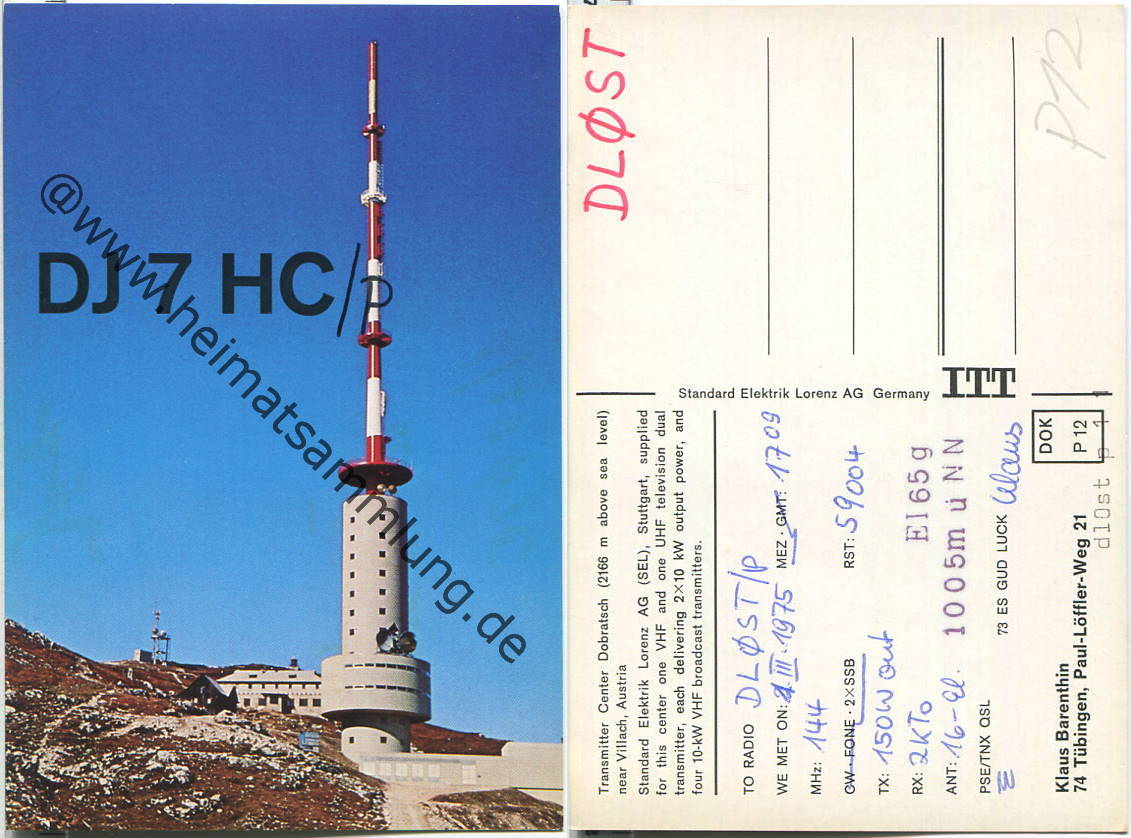 DJ 7 HC/P
@www.heimatsammlung.de
DLØST
P12
Standard Elektrik Lorenz AG Germany
ITT
Transmitter Center Dobratsch (2166 m above sea level)
near Villach, Austria
Standard Elektrik Lorenz AG (SEL), Stuttgart, supplied
for this center one VHF and one UHF television dual
transmitter, each delivering 2×10 kW output power, and
four 10-kW VHF broadcast transmitters.
TO RADIO DLØST/P
WE MET ON: III. 1975 MEZ · GMT: 1709
MHz: 144
CW · FONE · 2×SSB RST: 59004
TX: 150W out
RX: 2KTo EI65g
ANT: 16-El. 1005m ü NN
PSE/TNX QSL 73 ES GUD LUCK Klaus
Klaus Barenthin
74 Tübingen, Paul-Löffler-Weg 21
DOK
P 12
dl0st p 11